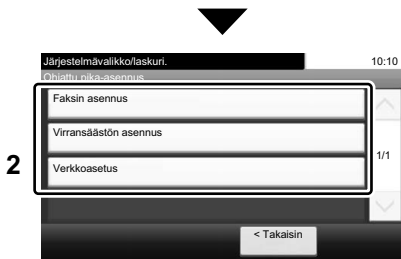 Järjestelmävalikko/laskuri.
10:10
Ohjattu pika-asennus
Faksin asennus
Virransäästön asennus
1/1
2
Verkkoasetus
< Takaisin